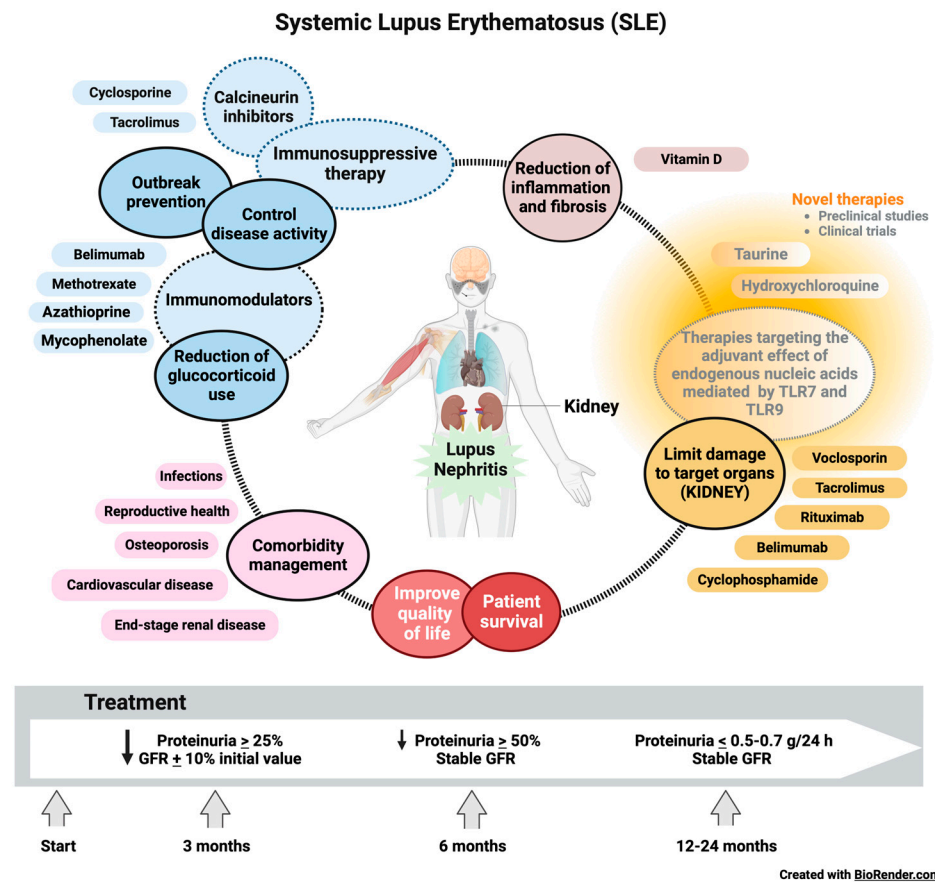 Systemic Lupus Erythematosus (SLE)
Cyclosporine
Tacrolimus
Calcineurin
inhibitors
Immunosuppressive
therapy
Outbreak
prevention
Control
disease activity
Belimumab
Methotrexate
Azathioprine
Mycophenolate
Immunomodulators
Reduction of
glucocorticoid
use
Reduction of
inflammation
and fibrosis
Vitamin D
Novel therapies
• Preclinical studies
• Clinical trials
Taurine
Hydroxychloroquine
Therapies targeting the
adjuvant effect of
endogenous nucleic acids
mediated by TLR7 and
TLR9
Kidney
Lupus
Nephritis
Limit damage
to target organs
(KIDNEY)
Voclosporin
Tacrolimus
Rituximab
Belimumab
Cyclophosphamide
Infections
Reproductive health
Osteoporosis
Cardiovascular disease
End-stage renal disease
Comorbidity
management
Improve
quality
of life
Patient
survival
Treatment
↓ Proteinuria ≥ 25%
GFR ± 10% initial value
↓ Proteinuria ≥ 50%
Stable GFR
Proteinuria ≤ 0.5-0.7 g/24 h
Stable GFR
Start
3 months
6 months
12-24 months
Created with BioRender.com